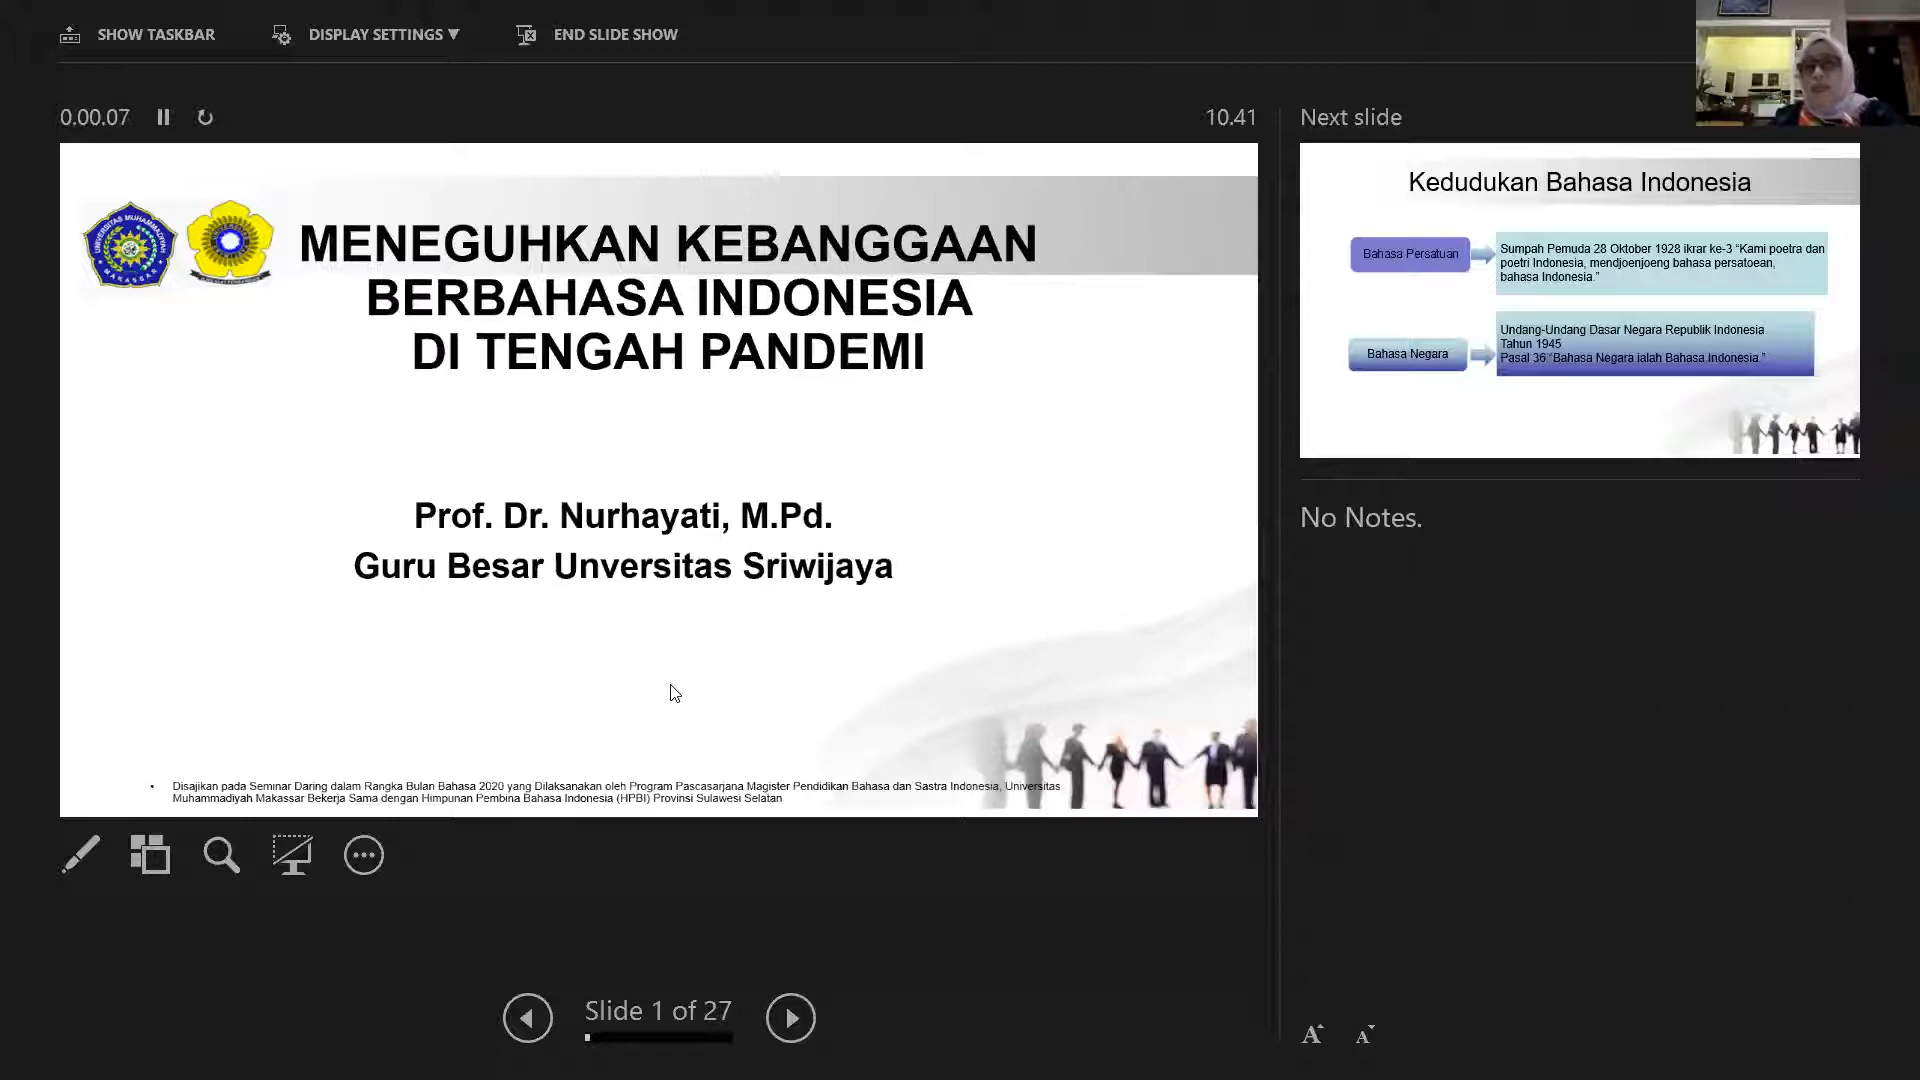 SHOW TASKBAR
DISPLAY SETTINGS ▼
END SLIDE SHOW
0.00.07
10.41
Next slide
UNIVERSITAS MUHAMMADIYAH
MAKASSAR
MENEGUHKAN KEBANGGAAN
BERBAHASA INDONESIA
DI TENGAH PANDEMI
Prof. Dr. Nurhayati, M.Pd.
Guru Besar Unversitas Sriwijaya
• Disajikan pada Seminar Daring dalam Rangka Bulan Bahasa 2020 yang Dilaksanakan oleh Program Pascasarjana Magister Pendidikan Bahasa dan Sastra Indonesia, Universitas
Muhammadiyah Makassar Bekerja Sama dengan Himpunan Pembina Bahasa Indonesia (HPBI) Provinsi Sulawesi Selatan
Kedudukan Bahasa Indonesia
Bahasa Persatuan
Sumpah Pemuda 28 Oktober 1928 ikrar ke-3 “Kami poetra dan
poetri Indonesia, mendjoenjoeng bahasa persatoean,
bahasa Indonesia.”
Bahasa Negara
Undang-Undang Dasar Negara Republik Indonesia
Tahun 1945
Pasal 36 “Bahasa Negara ialah Bahasa Indonesia.”
No Notes.
Slide 1 of 27
A A